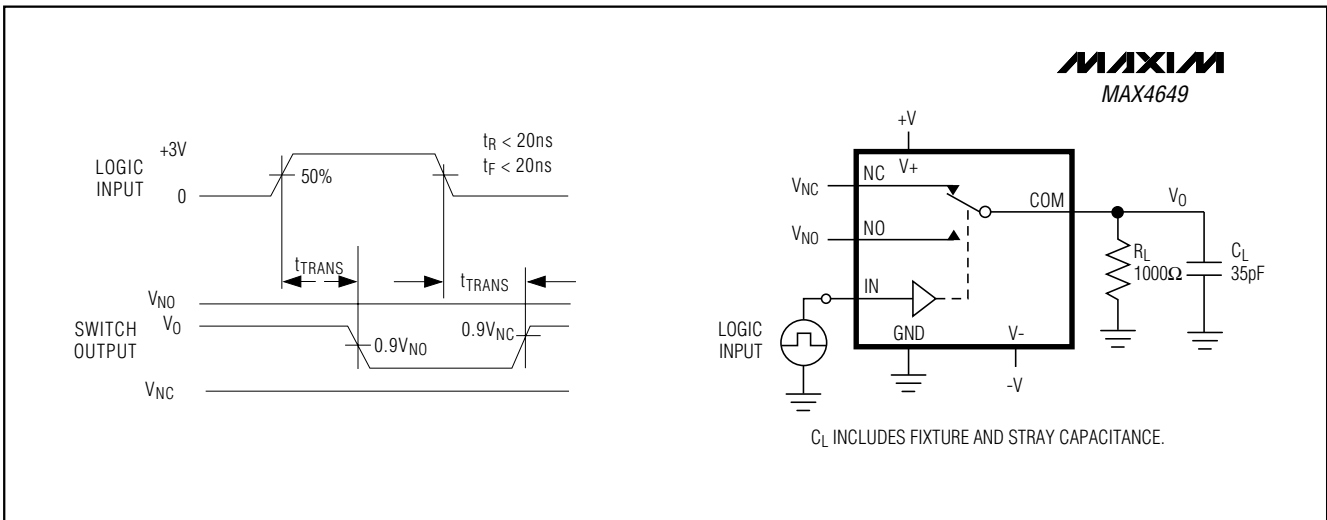 MAXIM
MAX4649
LOGIC
INPUT
+3V
0
50%
tR < 20ns
tF < 20ns
tTRANS
tTRANS
VNO
SWITCH
OUTPUT
VO
0.9VNO
0.9VNC
VNC
+V
V+
NC
VNC
NO
VNO
COM
VO
RL
1000Ω
CL
35pF
IN
LOGIC
INPUT
GND
V-
-V
CL INCLUDES FIXTURE AND STRAY CAPACITANCE.